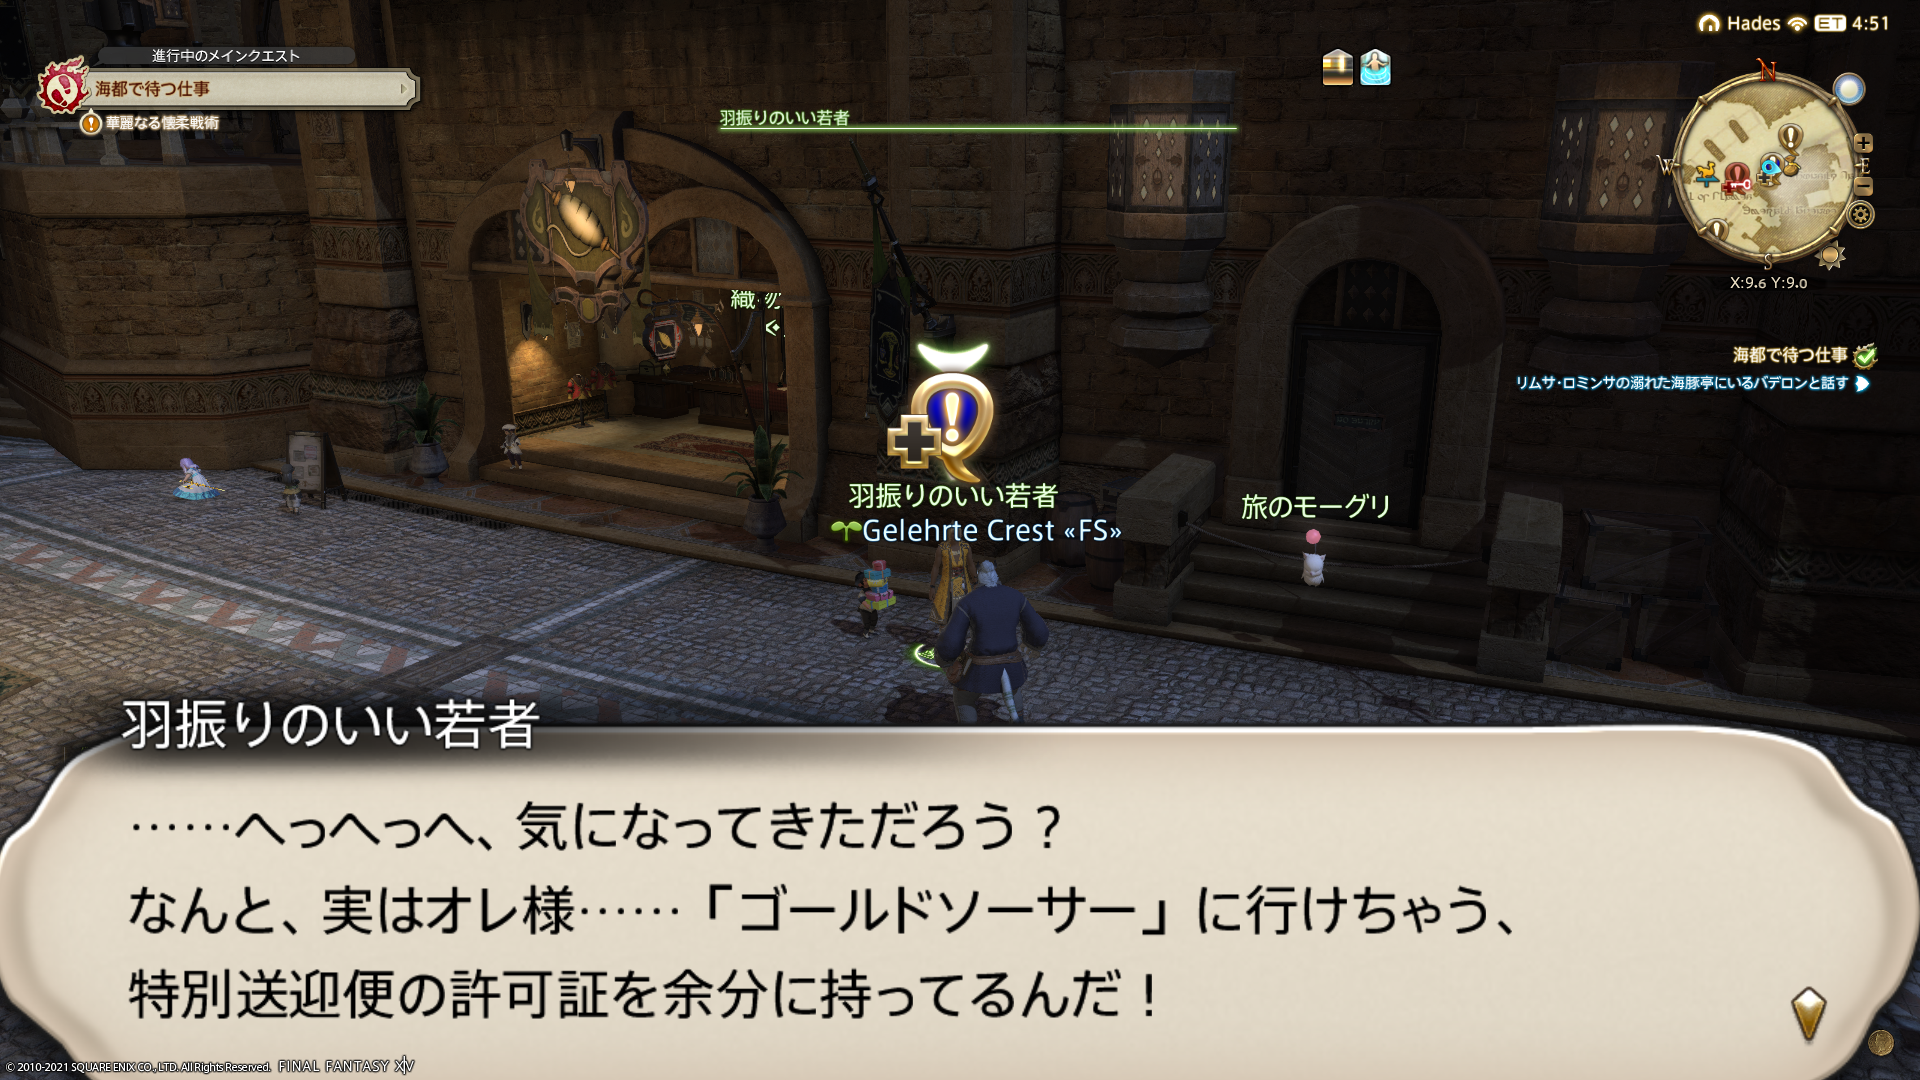 Hades ET 4:51
進行中のメインクエスト
海都で待つ仕事
華麗なる懐柔戦術
羽振りのいい若者
N
W
E
S
X:9.6 Y:9.0
海都で待つ仕事
リムサ・ロミンサの溺れた海豚亭にいるバデロンと話す
羽振りのいい若者
Gelehrte Crest «FS»
旅のモーグリ
羽振りのいい若者
……へっへっへ、気になってきただろう？
なんと、実はオレ様……「ゴールドソーサー」に行けちゃう、
特別送迎便の許可証を余分に持ってるんだ！
© 2010-2021 SQUARE ENIX CO., LTD. All Rights Reserved. FINAL FANTASY XIV